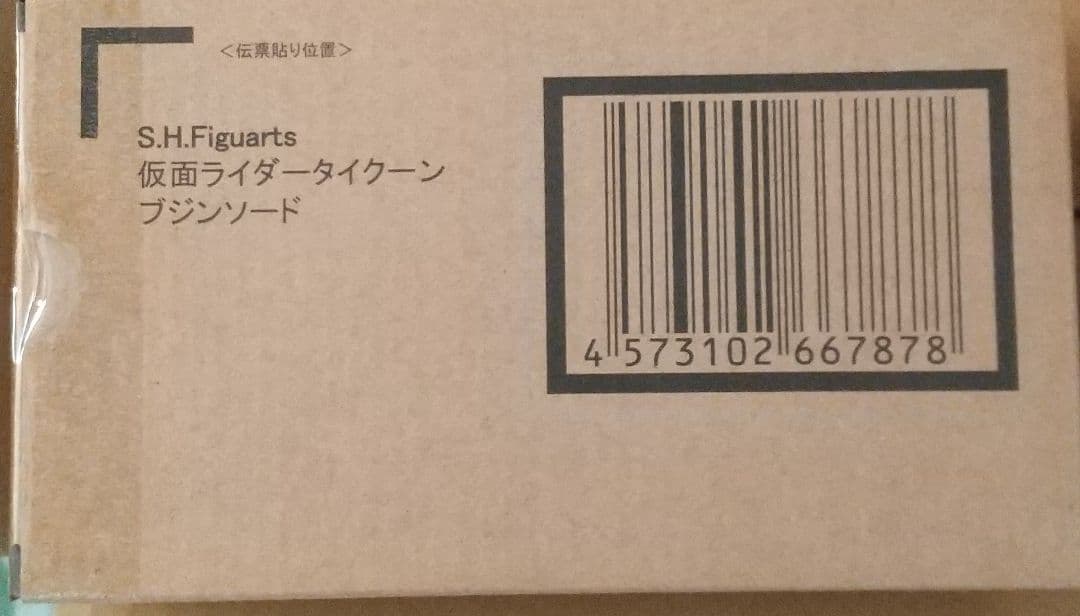 ＜伝票貼り位置＞
S.H.Figuarts
仮面ライダータイクーン
ブジンソード
4 573102 667878